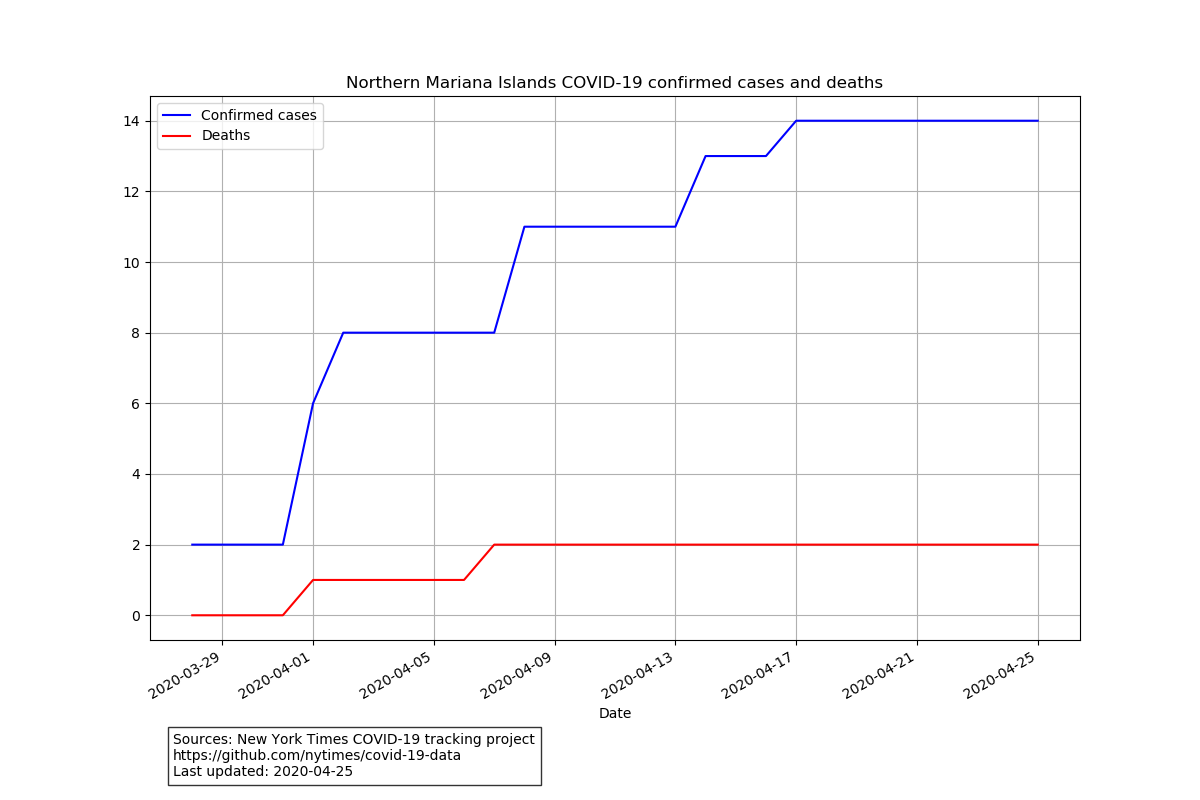 Northern Mariana Islands COVID-19 confirmed cases and deaths
Confirmed cases
Deaths
14
12
10
8
6
4
2
0
2020-03-29
2020-04-01
2020-04-05
2020-04-09
2020-04-13
2020-04-17
2020-04-21
2020-04-25
Date
Sources: New York Times COVID-19 tracking project
https://github.com/nytimes/covid-19-data
Last updated: 2020-04-25